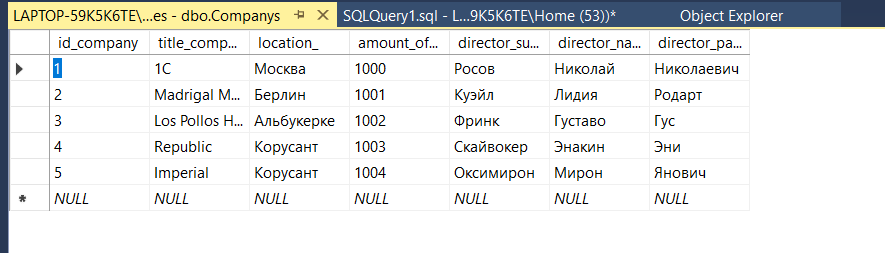 LAPTOP-59K5K6TE\...es - dbo.Companys SQLQuery1.sql - L...9K5K6TE\Home (53))* Object Explorer
id_company title_comp... location_ amount_of... director_su... director_na... director_pa...
1 1C Москва 1000 Росов Николай Николаевич
2 Madrigal M... Берлин 1001 Куэйл Лидия Родарт
3 Los Pollos H... Альбукерке 1002 Фринк Густаво Гус
4 Republic Корусант 1003 Скайвокер Энакин Эни
5 Imperial Корусант 1004 Оксимирон Мирон Янович
* NULL NULL NULL NULL NULL NULL NULL